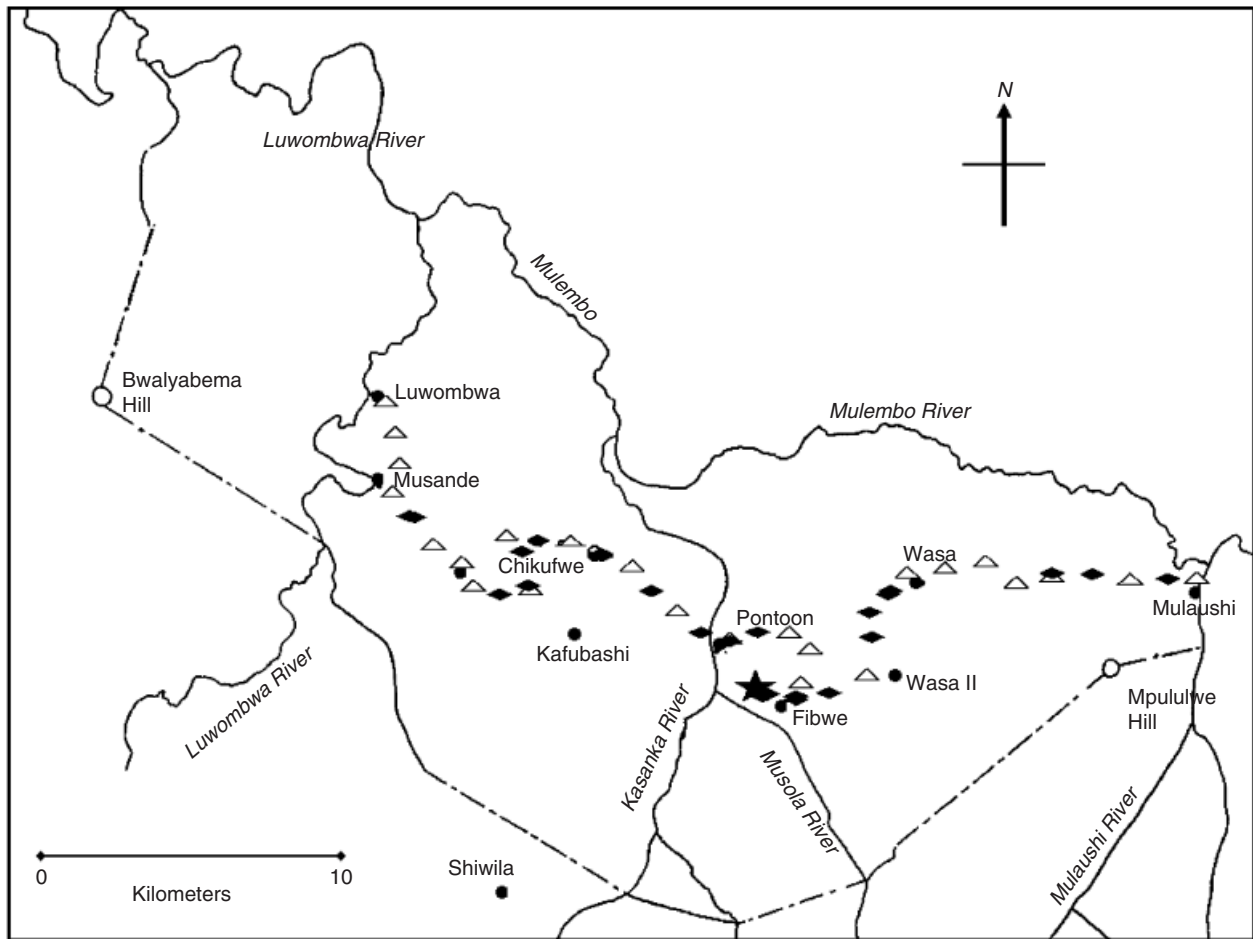 N
Luwombwa River
Mulembo
Bwalyabema
Hill
Luwombwa
Mulembo River
Musande
Wasa
Chikufwe
Mulaushi
Pontoon
Kafubashi
Wasa II
Mpululwe
Hill
Fibwe
Luwombwa River
Kasanka River
Musola River
Mulaushi River
Shiwila
0
10
Kilometers